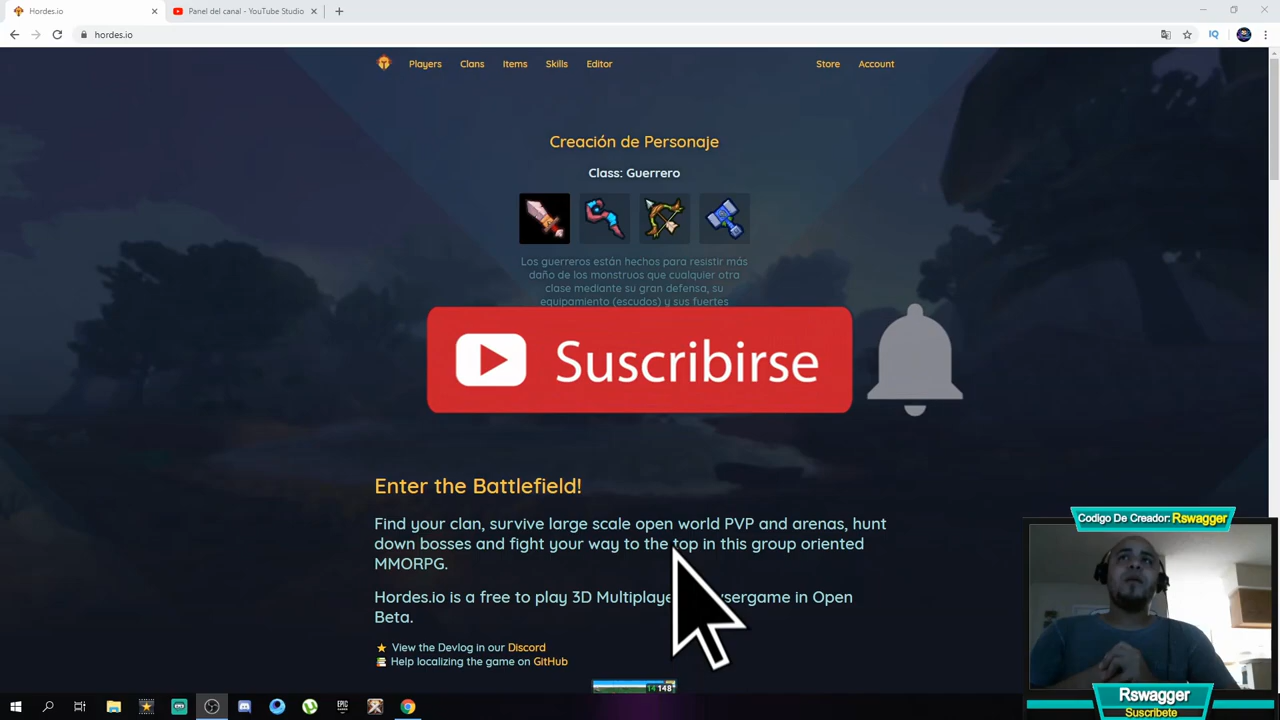 Hordes.io
Panel del canal - YouTube Studio
hordes.io
IQ
Players Clans Items Skills Editor Store Account
Creación de Personaje
Class: Guerrero
Los guerreros están hechos para resistir más
daño de los monstruos que cualquier otra
clase mediante su gran defensa, su
equipamiento (escudos) y sus fuertes
Suscribirse
Enter the Battlefield!
Find your clan, survive large scale open world PVP and arenas, hunt
down bosses and fight your way to the top in this group oriented
MMORPG.
Hordes.io is a free to play 3D in Open
Beta.
View the Devlog in our Discord
Help localizing the game on GitHub
14 148
EPIC
Codigo De Creador: Rswagger
Rswagger
Suscribete